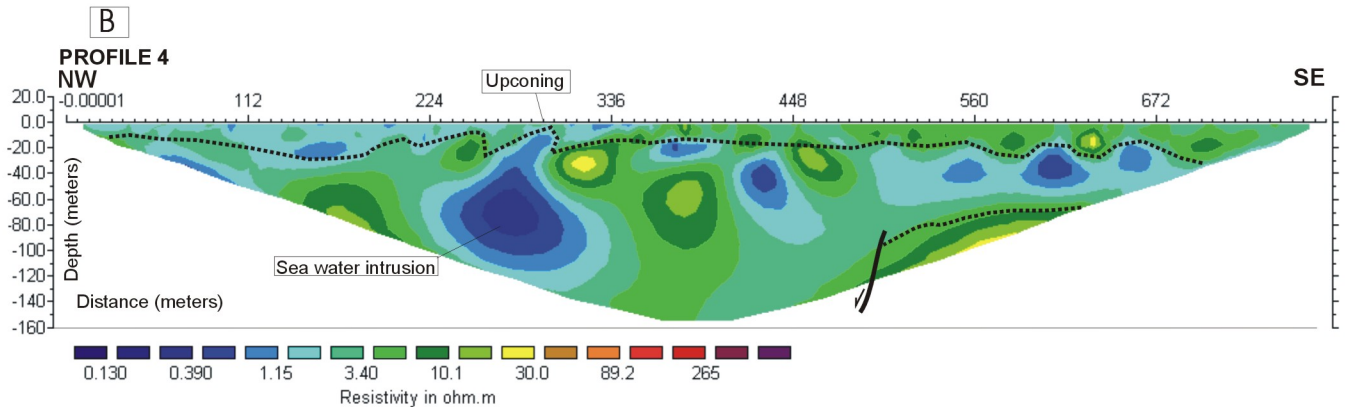 B
PROFILE 4
NW
SE
Upconing
-0.00001 112 224 336 448 560 672
20.0
0.0
-20.0
-40.0
-60.0
-80.0
-100
-120
-140
-160
Depth (meters)
Sea water intrusion
Distance (meters)
0.130 0.390 1.15 3.40 10.1 30.0 89.2 265
Resistivity in ohm.m